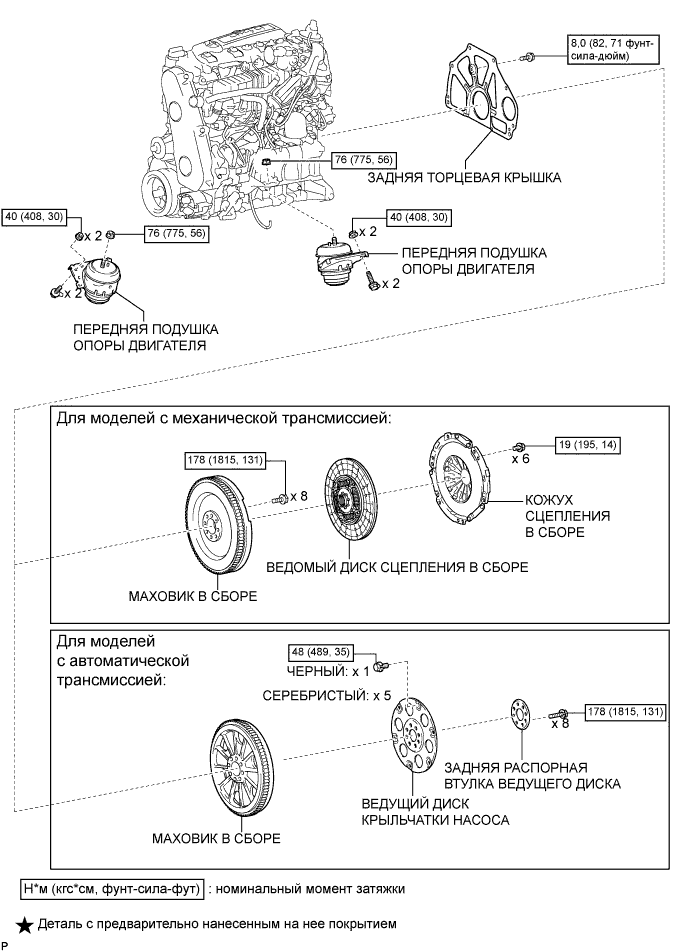 8,0 (82, 71 фунт-
сила-дюйм)
76 (775, 56)
ЗАДНЯЯ ТОРЦЕВАЯ КРЫШКА
40 (408, 30)
x 2
76 (775, 56)
40 (408, 30)
x 2
ПЕРЕДНЯЯ ПОДУШКА
ОПОРЫ ДВИГАТЕЛЯ
x 2
x 2
ПЕРЕДНЯЯ ПОДУШКА
ОПОРЫ ДВИГАТЕЛЯ
Для моделей с механической трансмиссией:
19 (195, 14)
x 6
178 (1815, 131)
x 8
КОЖУХ
СЦЕПЛЕНИЯ
В СБОРЕ
ВЕДОМЫЙ ДИСК СЦЕПЛЕНИЯ В СБОРЕ
МАХОВИК В СБОРЕ
Для моделей
с автоматической
трансмиссией:
48 (489, 35)
ЧЕРНЫЙ: x 1
СЕРЕБРИСТЫЙ: x 5
178 (1815, 131)
x 8
ЗАДНЯЯ РАСПОРНАЯ
ВТУЛКА ВЕДУЩЕГО ДИСКА
ВЕДУЩИЙ ДИСК
КРЫЛЬЧАТКИ НАСОСА
МАХОВИК В СБОРЕ
Н*м (кгс*см, фунт-сила-фут) : номинальный момент затяжки
★ Деталь с предварительно нанесенным на нее покрытием
P